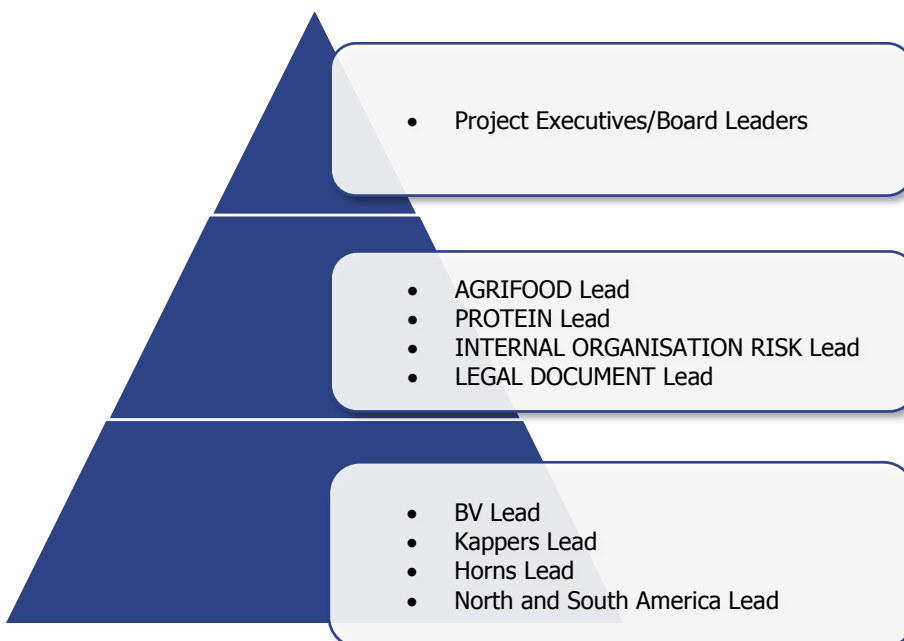 • Project Executives/Board Leaders
• AGRIFOOD Lead
• PROTEIN Lead
• INTERNAL ORGANISATION RISK Lead
• LEGAL DOCUMENT Lead
• BV Lead
• Kappers Lead
• Horns Lead
• North and South America Lead